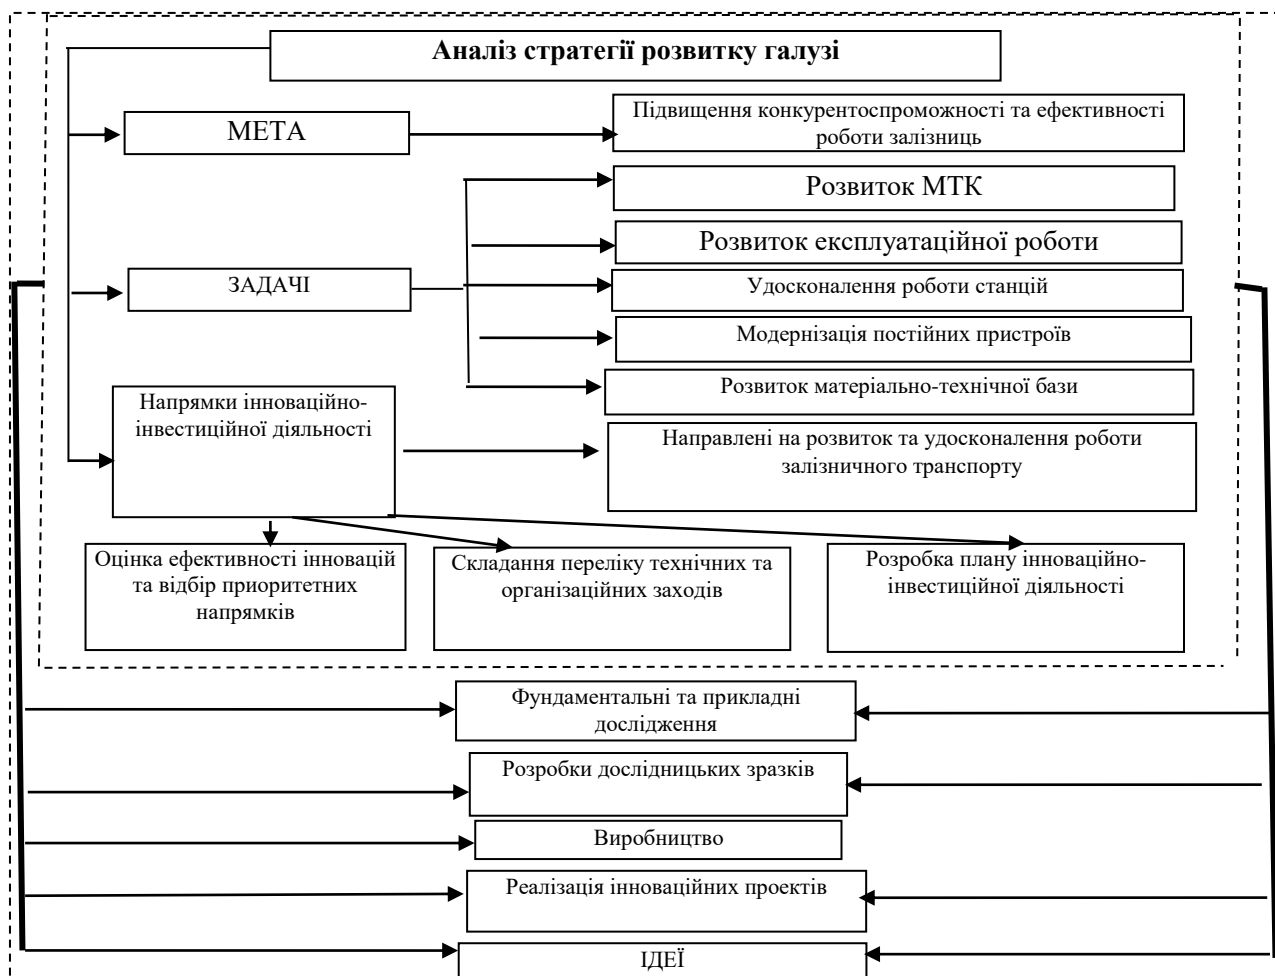 Аналіз стратегії розвитку галузі
МЕТА
Підвищення конкурентоспроможності та ефективності
роботи залізниць
Розвиток МТК
Розвиток експлуатаційної роботи
ЗАДАЧІ
Удосконалення роботи станцій
Модернізація постійних пристроїв
Розвиток матеріально-технічної бази
Напрямки інноваційно-
інвестиційної діяльності
Направлені на розвиток та удосконалення роботи
залізничного транспорту
Оцінка ефективності інновацій
та відбір приоритетних
напрямків
Складання переліку технічних та
організаційних заходів
Розробка плану інноваційно-
інвестиційної діяльності
Фундаментальні та прикладні
дослідження
Розробки дослідницьких зразків
Виробництво
Реалізація інноваційних проектів
ІДЕЇ